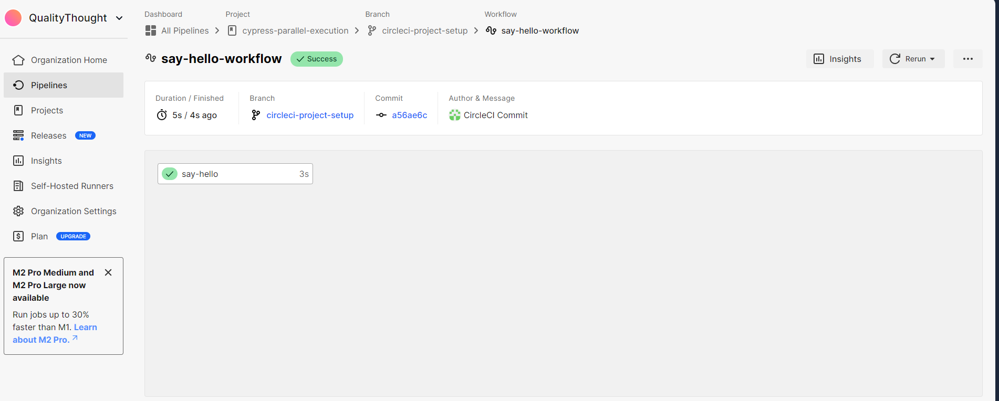 QualityThought
Organization Home
Pipelines
Projects
Releases NEW
Insights
Self-Hosted Runners
Organization Settings
Plan UPGRADE
M2 Pro Medium and
M2 Pro Large now
available
Run jobs up to 30%
faster than M1. Learn
about M2 Pro.
Dashboard Project Branch Workflow
All Pipelines cypress-parallel-execution circleci-project-setup say-hello-workflow
say-hello-workflow Success Insights Rerun
Duration / Finished Branch Commit Author & Message
5s / 4s ago circleci-project-setup a56ae6c CircleCI Commit
say-hello 3s